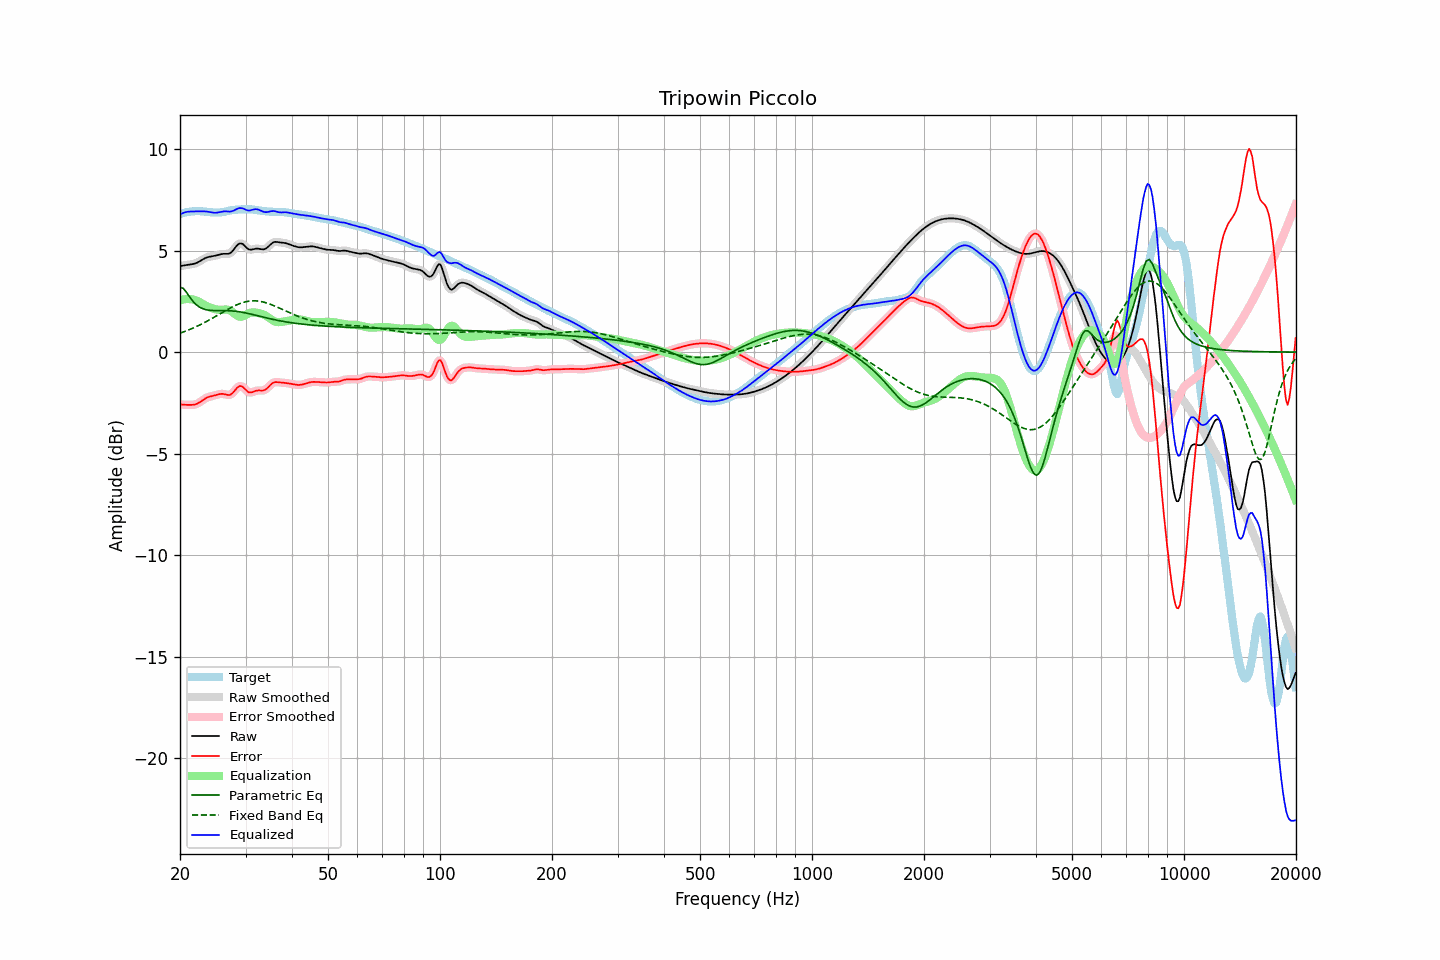 Tripowin Piccolo
Amplitude (dBr)
10
5
0
−5
−10
−15
−20
Target
Raw Smoothed
Error Smoothed
Raw
Error
Equalization
Parametric Eq
Fixed Band Eq
Equalized
20 50 100 200 500 1000 2000 5000 10000 20000
Frequency (Hz)